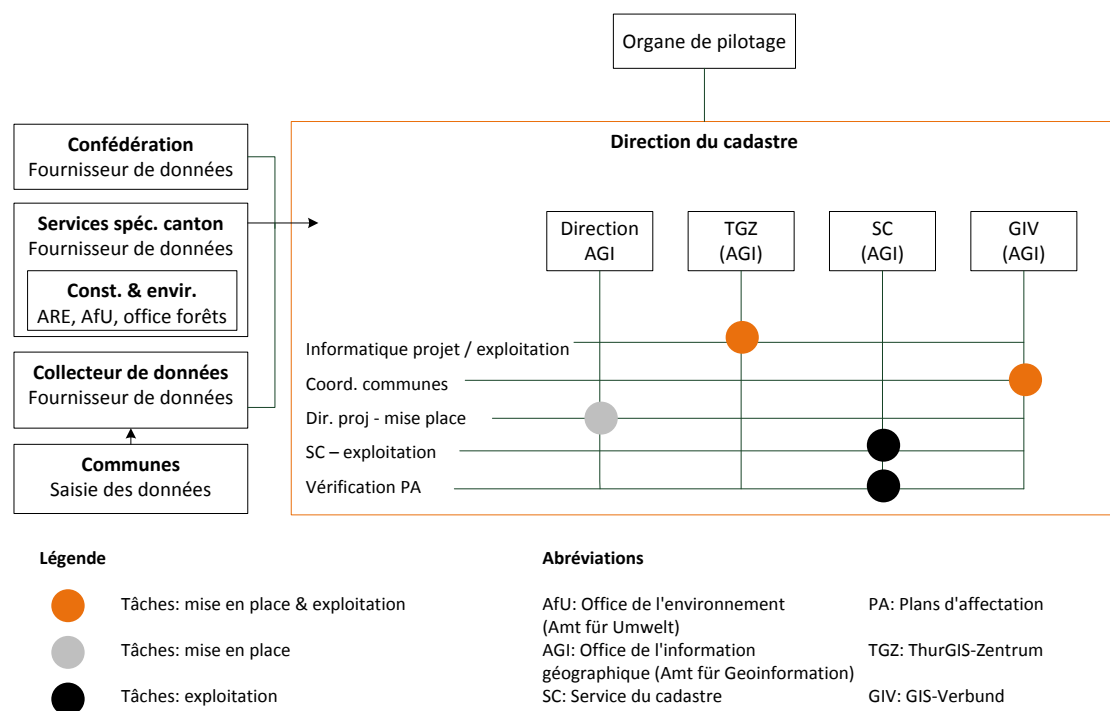 Organe de pilotage
Confédération
Fournisseur de données
Services spéc. canton
Fournisseur de données
Const. & envir.
ARE, AfU, office forêts
Collecteur de données
Fournisseur de données
Communes
Saisie des données
Direction du cadastre
Direction
AGI
TGZ
(AGI)
SC
(AGI)
GIV
(AGI)
Informatique projet / exploitation
Coord. communes
Dir. proj - mise place
SC – exploitation
Vérification PA
Légende
Tâches: mise en place & exploitation
Tâches: mise en place
Tâches: exploitation
Abréviations
AfU: Office de l'environnement
(Amt für Umwelt)
AGI: Office de l'information
géographique (Amt für Geoinformation)
SC: Service du cadastre
PA: Plans d'affectation
TGZ: ThurGIS-Zentrum
GIV: GIS-Verbund